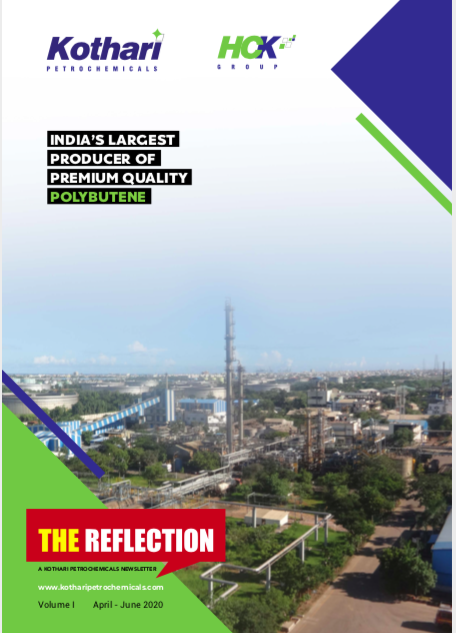 Kothari
PETROCHEMICALS
HCK
GROUP
INDIA'S LARGEST
PRODUCER OF
PREMIUM QUALITY
POLYBUTENE
THE REFLECTION
A KOTHARI PETROCHEMICALS NEWSLETTER
www.kotharipetrochemicals.com
Volume I April - June 2020